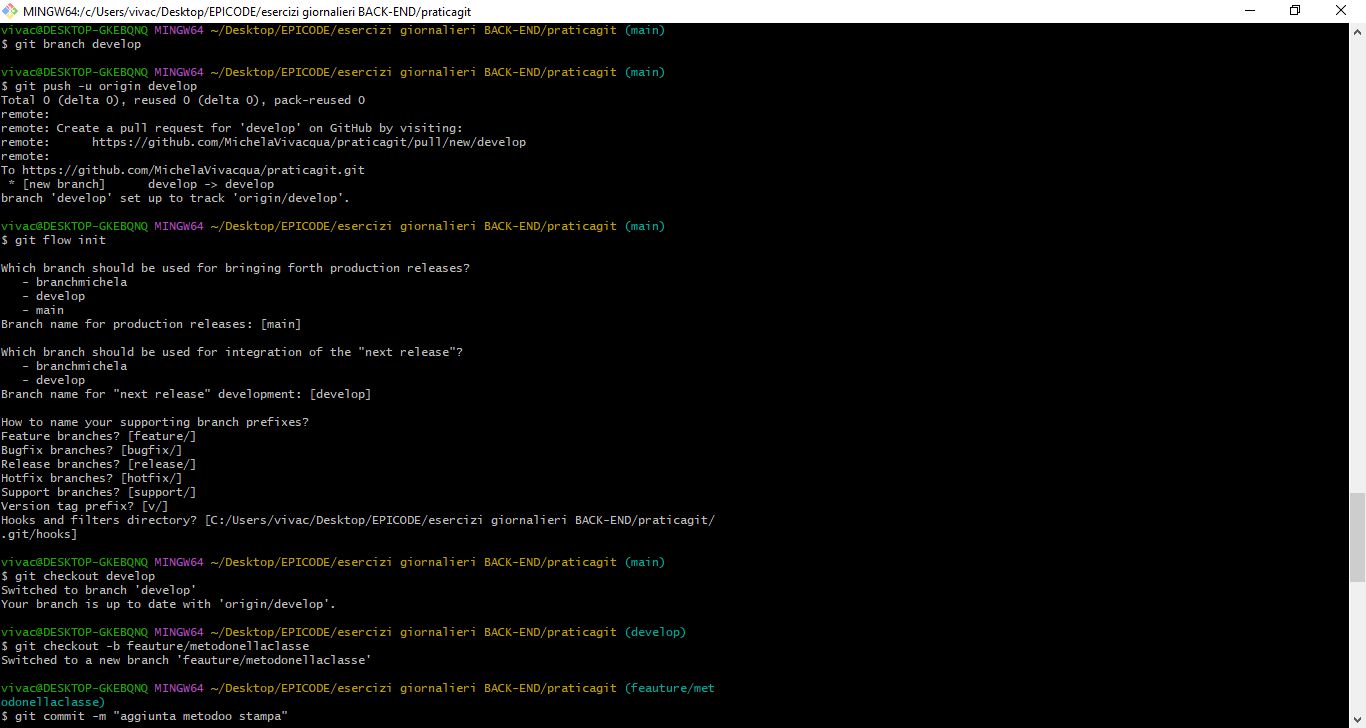 MINGW64:/c/Users/vivac/Desktop/EPICODE/esercizi giornalieri BACK-END/praticagit
vivac@DESKTOP-GKEBQNQ MINGW64 ~/Desktop/EPICODE/esercizi giornalieri BACK-END/praticagit (main)
$ git branch develop
vivac@DESKTOP-GKEBQNQ MINGW64 ~/Desktop/EPICODE/esercizi giornalieri BACK-END/praticagit (main)
$ git push -u origin develop
Total 0 (delta 0), reused 0 (delta 0), pack-reused 0
remote:
remote: Create a pull request for 'develop' on GitHub by visiting:
remote:      https://github.com/MichelaVivacqua/praticagit/pull/new/develop
remote:
To https://github.com/MichelaVivacqua/praticagit.git
 * [new branch]      develop -> develop
branch 'develop' set up to track 'origin/develop'.
vivac@DESKTOP-GKEBQNQ MINGW64 ~/Desktop/EPICODE/esercizi giornalieri BACK-END/praticagit (main)
$ git flow init
Which branch should be used for bringing forth production releases?
   - branchmichela
   - develop
   - main
Branch name for production releases: [main]
Which branch should be used for integration of the "next release"?
   - branchmichela
   - develop
Branch name for "next release" development: [develop]
How to name your supporting branch prefixes?
Feature branches? [feature/]
Bugfix branches? [bugfix/]
Release branches? [release/]
Hotfix branches? [hotfix/]
Support branches? [support/]
Version tag prefix? [v/]
Hooks and filters directory? [C:/Users/vivac/Desktop/EPICODE/esercizi giornalieri BACK-END/praticagit/
.git/hooks]
vivac@DESKTOP-GKEBQNQ MINGW64 ~/Desktop/EPICODE/esercizi giornalieri BACK-END/praticagit (main)
$ git checkout develop
Switched to branch 'develop'
Your branch is up to date with 'origin/develop'.
vivac@DESKTOP-GKEBQNQ MINGW64 ~/Desktop/EPICODE/esercizi giornalieri BACK-END/praticagit (develop)
$ git checkout -b feauture/metodonellaclasse
Switched to a new branch 'feauture/metodonellaclasse'
vivac@DESKTOP-GKEBQNQ MINGW64 ~/Desktop/EPICODE/esercizi giornalieri BACK-END/praticagit (feauture/met
odonellaclasse)
$ git commit -m "aggiunta metodoo stampa"